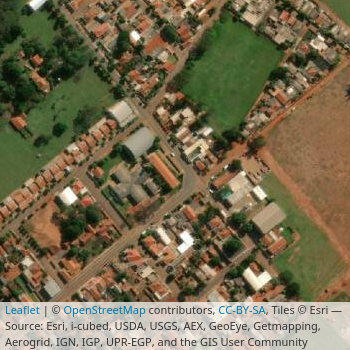 Leaflet | © OpenStreetMap contributors, CC-BY-SA, Tiles © Esri —
Source: Esri, i-cubed, USDA, USGS, AEX, GeoEye, Getmapping,
Aerogrid, IGN, IGP, UPR-EGP, and the GIS User Community